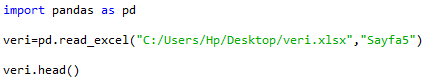 import pandas as pd
veri=pd.read_excel("C:/Users/Hp/Desktop/veri.xlsx","Sayfa5")
veri.head()